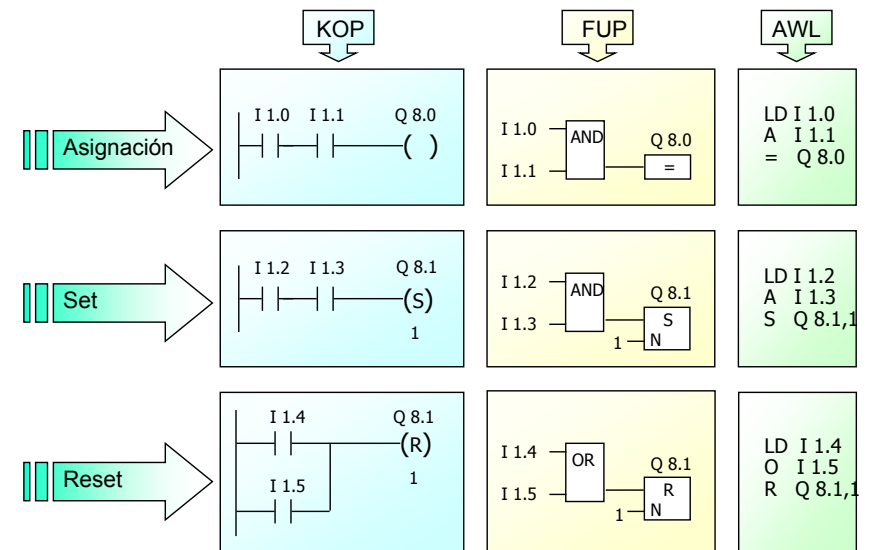 KOP FUP AWL
Asignación
I 1.0 I 1.1 Q 8.0
( )
I 1.0
AND
Q 8.0
I 1.1
=
LD I 1.0
A I 1.1
= Q 8.0
Set
I 1.2 I 1.3 Q 8.1
(S)
1
I 1.2
AND
Q 8.1
I 1.3
S
1 N
LD I 1.2
A I 1.3
S Q 8.1,1
Reset
I 1.4 Q 8.1
(R)
I 1.5 1
I 1.4
OR
Q 8.1
I 1.5
R
1 N
LD I 1.4
O I 1.5
R Q 8.1,1